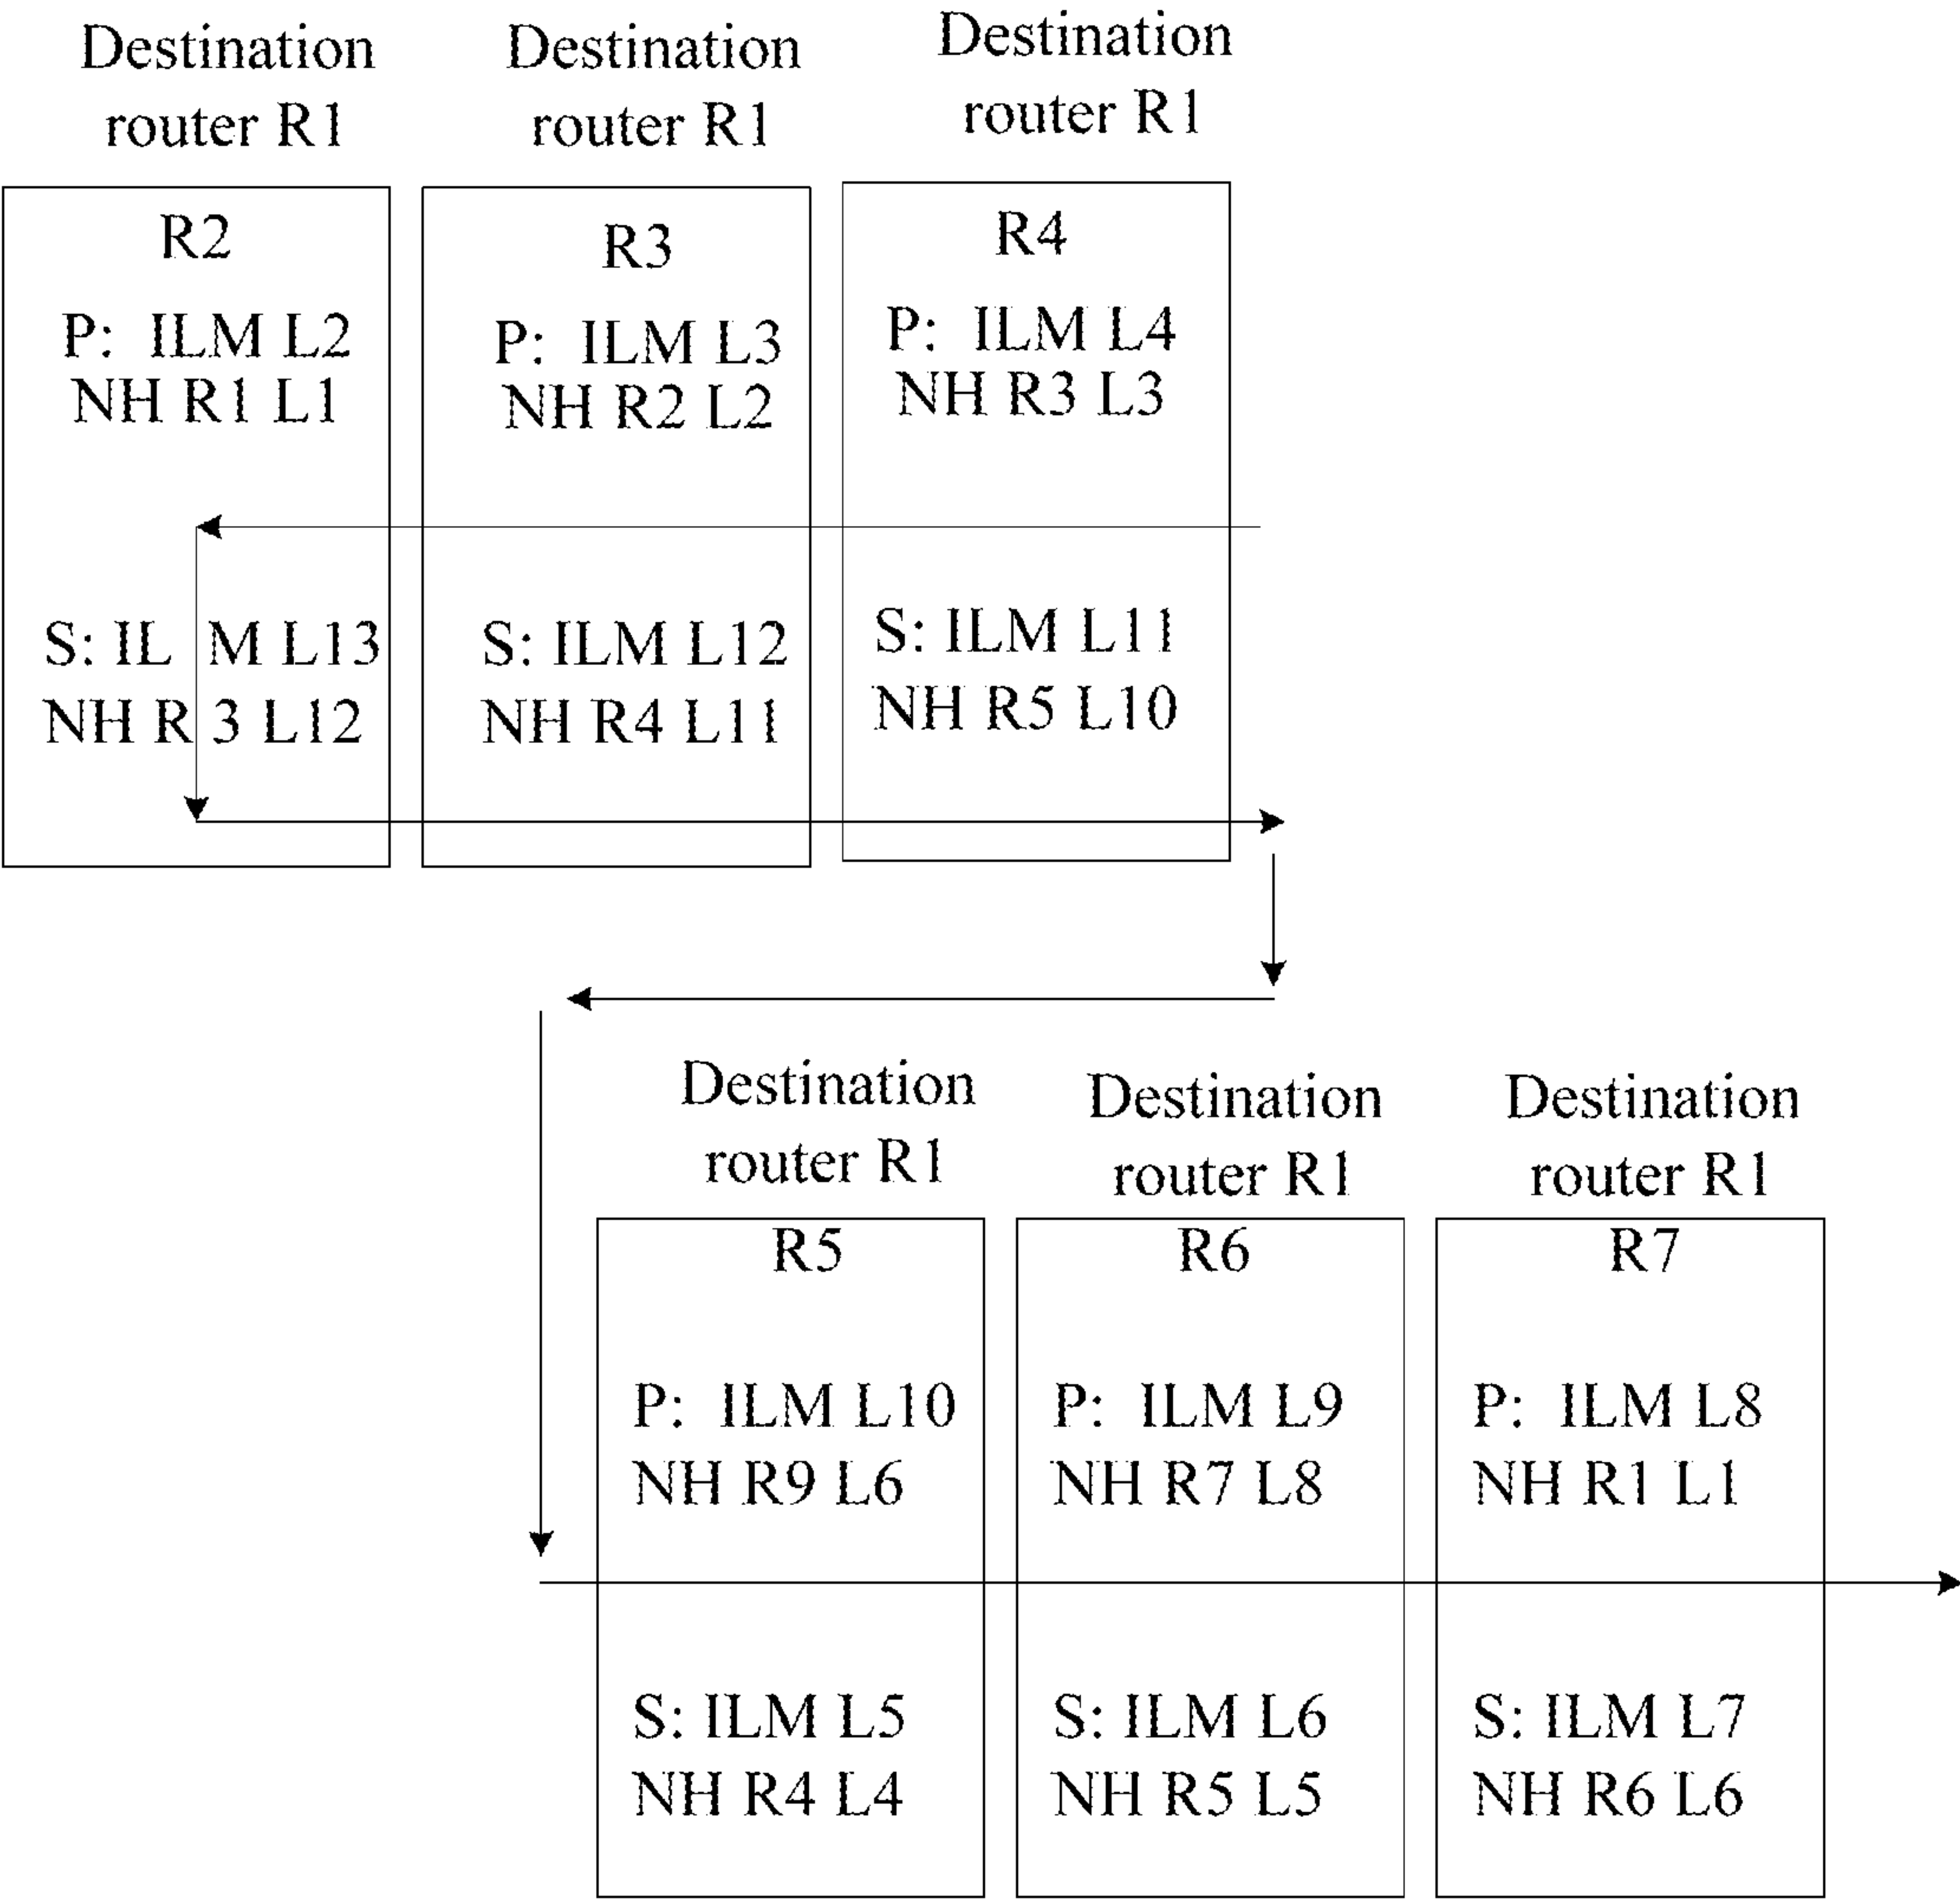 Destination
router R1
Destination
router R1
Destination
router R1
R2
P: ILM L2
NH R1 L1
S: IL M L13
NH R 3 L12
R3
P: ILM L3
NH R2 L2
S: ILM L12
NH R4 L11
R4
P: ILM L4
NH R3 L3
S: ILM L11
NH R5 L10
Destination
router R1
Destination
router R1
Destination
router R1
R5
P: ILM L10
NH R9 L6
S: ILM L5
NH R4 L4
R6
P: ILM L9
NH R7 L8
S: ILM L6
NH R5 L5
R7
P: ILM L8
NH R1 L1
S: ILM L7
NH R6 L6